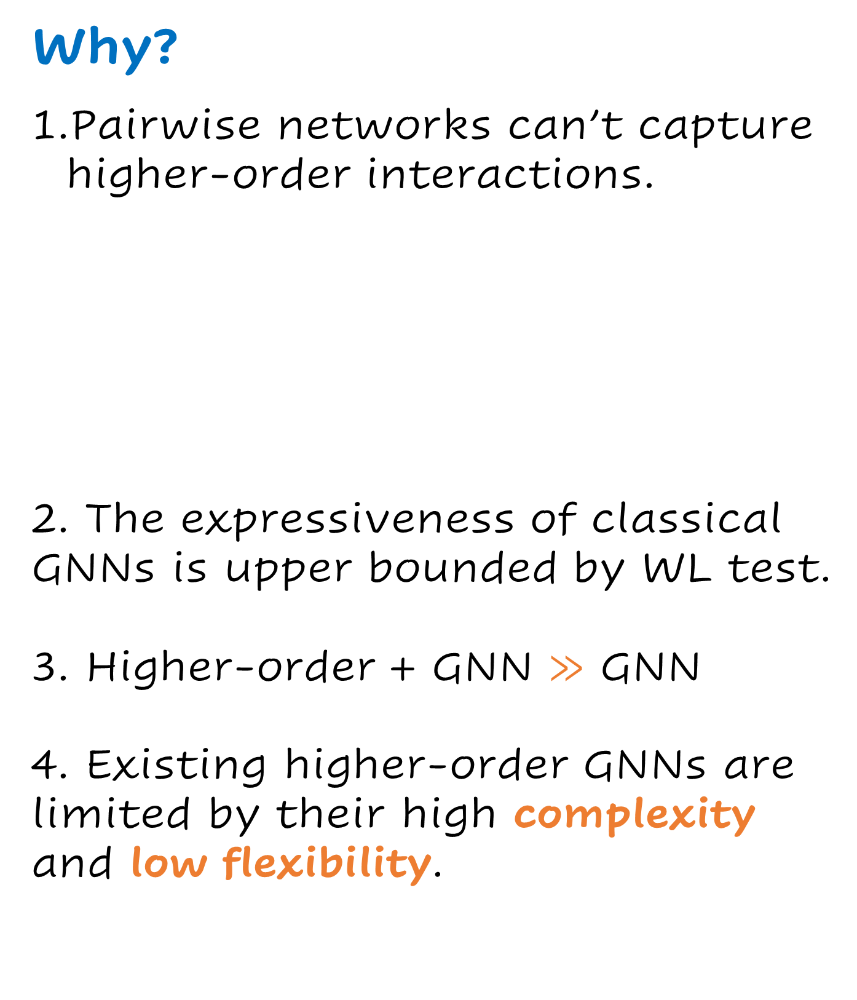 Why?
1.Pairwise networks can’t capture
higher-order interactions.
2. The expressiveness of classical
GNNs is upper bounded by WL test.
3. Higher-order + GNN ≫ GNN
4. Existing higher-order GNNs are
limited by their high complexity
and low flexibility.